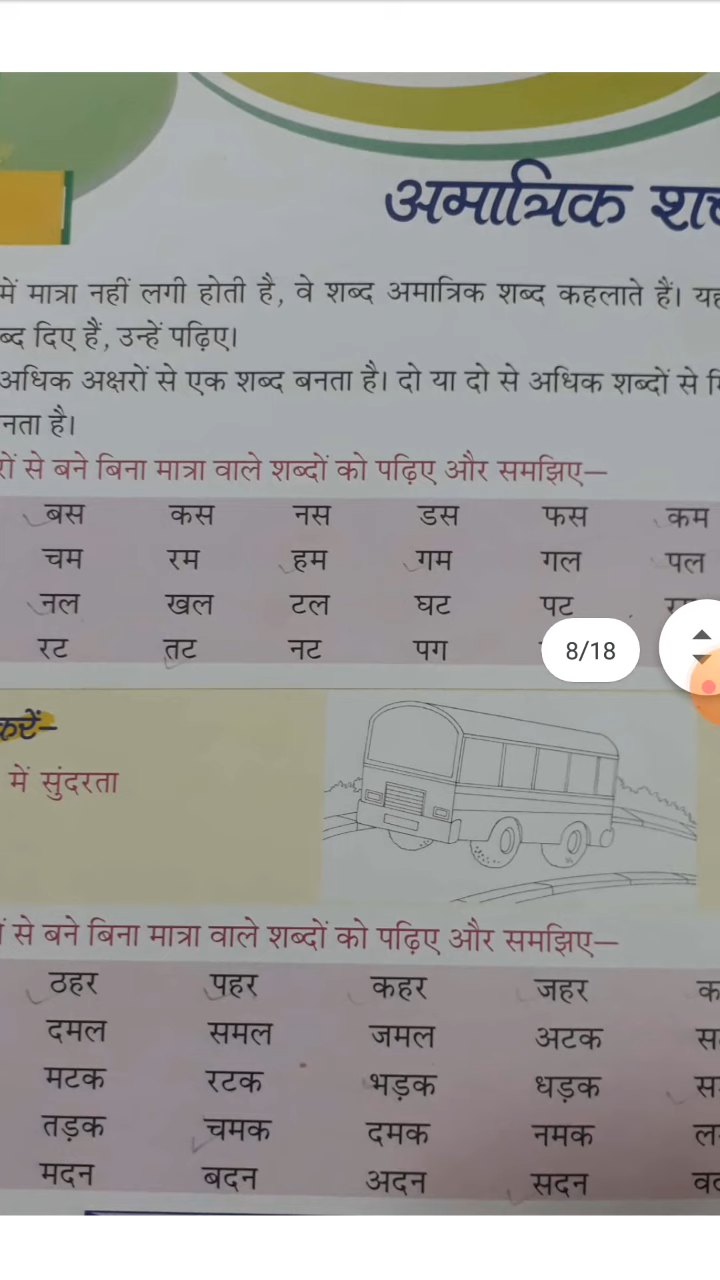 अमात्रिक
में मात्रा नहीं लगी होती है, वे शब्द अमात्रिक शब्द कहलाते हैं।
दिए हैं, उन्हें पढ़िए।
अधिक अक्षरों से एक शब्द बनता है। दो या दो से अधिक शब्दों से
है।
से बने बिना मात्रा वाले शब्दों को पढ़िए और समझिए—
बस कस नस डस फस कम
चम रम हम गम गल पल
नल खल टल घट पट
रट तट नट पग
8/18
करें–
में सुंदरता
से बने बिना मात्रा वाले शब्दों को पढ़िए और समझिए—
ठहर पहर कहर जहर
दमल समल जमल अटक
मटक रटक भड़क धड़क
तड़क चमक दमक नमक
मदन बदन अदन सदन